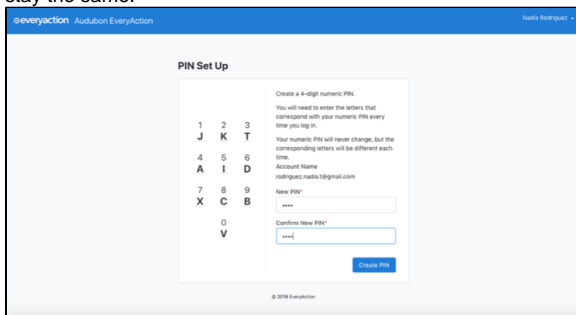 stay the same.
everyaction Audubon EveryAction
Nadia Rodriguez
PIN Set Up
1 2 3
J K T
4 5 6
A I D
7 8 9
X C B
0
V
Create a 4-digit numeric PIN.
You will need to enter the letters that
correspond with your numeric PIN every
time you log in.
Your numeric PIN will never change, but the
corresponding letters will be different each
time.
Account Name
rodriguez.nadia.t@gmail.com
New PIN*
••••
Confirm New PIN*
••••
Create PIN
© 2018 EveryAction